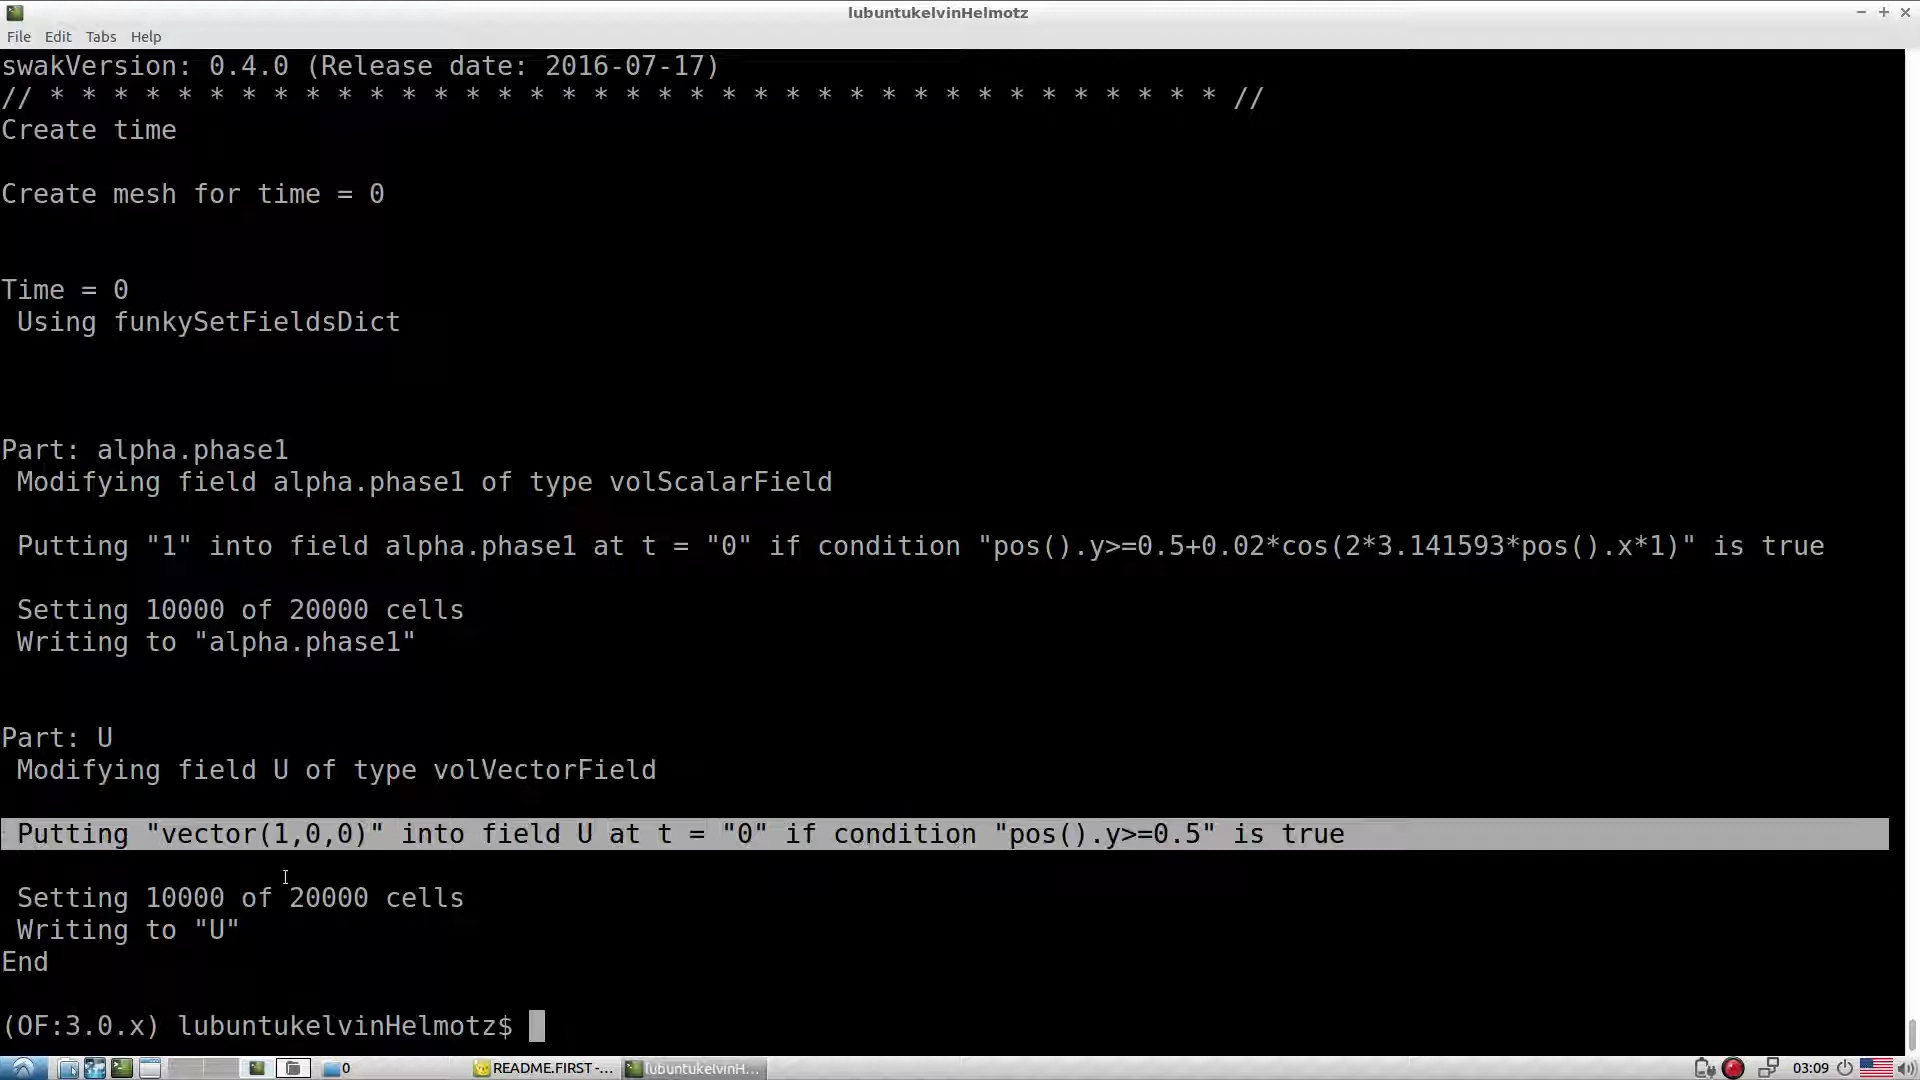 lubuntukelvinHelmotz
File Edit Tabs Help
swakVersion: 0.4.0 (Release date: 2016-07-17)
// * * * * * * * * * * * * * * * * * * * * * * * * * * * * * * * * * * * * * //
Create time
Create mesh for time = 0
Time = 0
Using funkySetFieldsDict
Part: alpha.phase1
Modifying field alpha.phase1 of type volScalarField
Putting "1" into field alpha.phase1 at t = "0" if condition "pos().y>=0.5+0.02*cos(2*3.141593*pos().x*1)" is true
Setting 10000 of 20000 cells
Writing to "alpha.phase1"
Part: U
Modifying field U of type volVectorField
Putting "vector(1,0,0)" into field U at t = "0" if condition "pos().y>=0.5" is true
Setting 10000 of 20000 cells
Writing to "U"
End
(OF:3.0.x) lubuntukelvinHelmotz$
0 README.FIRST -... lubuntukelvinH... 03:09